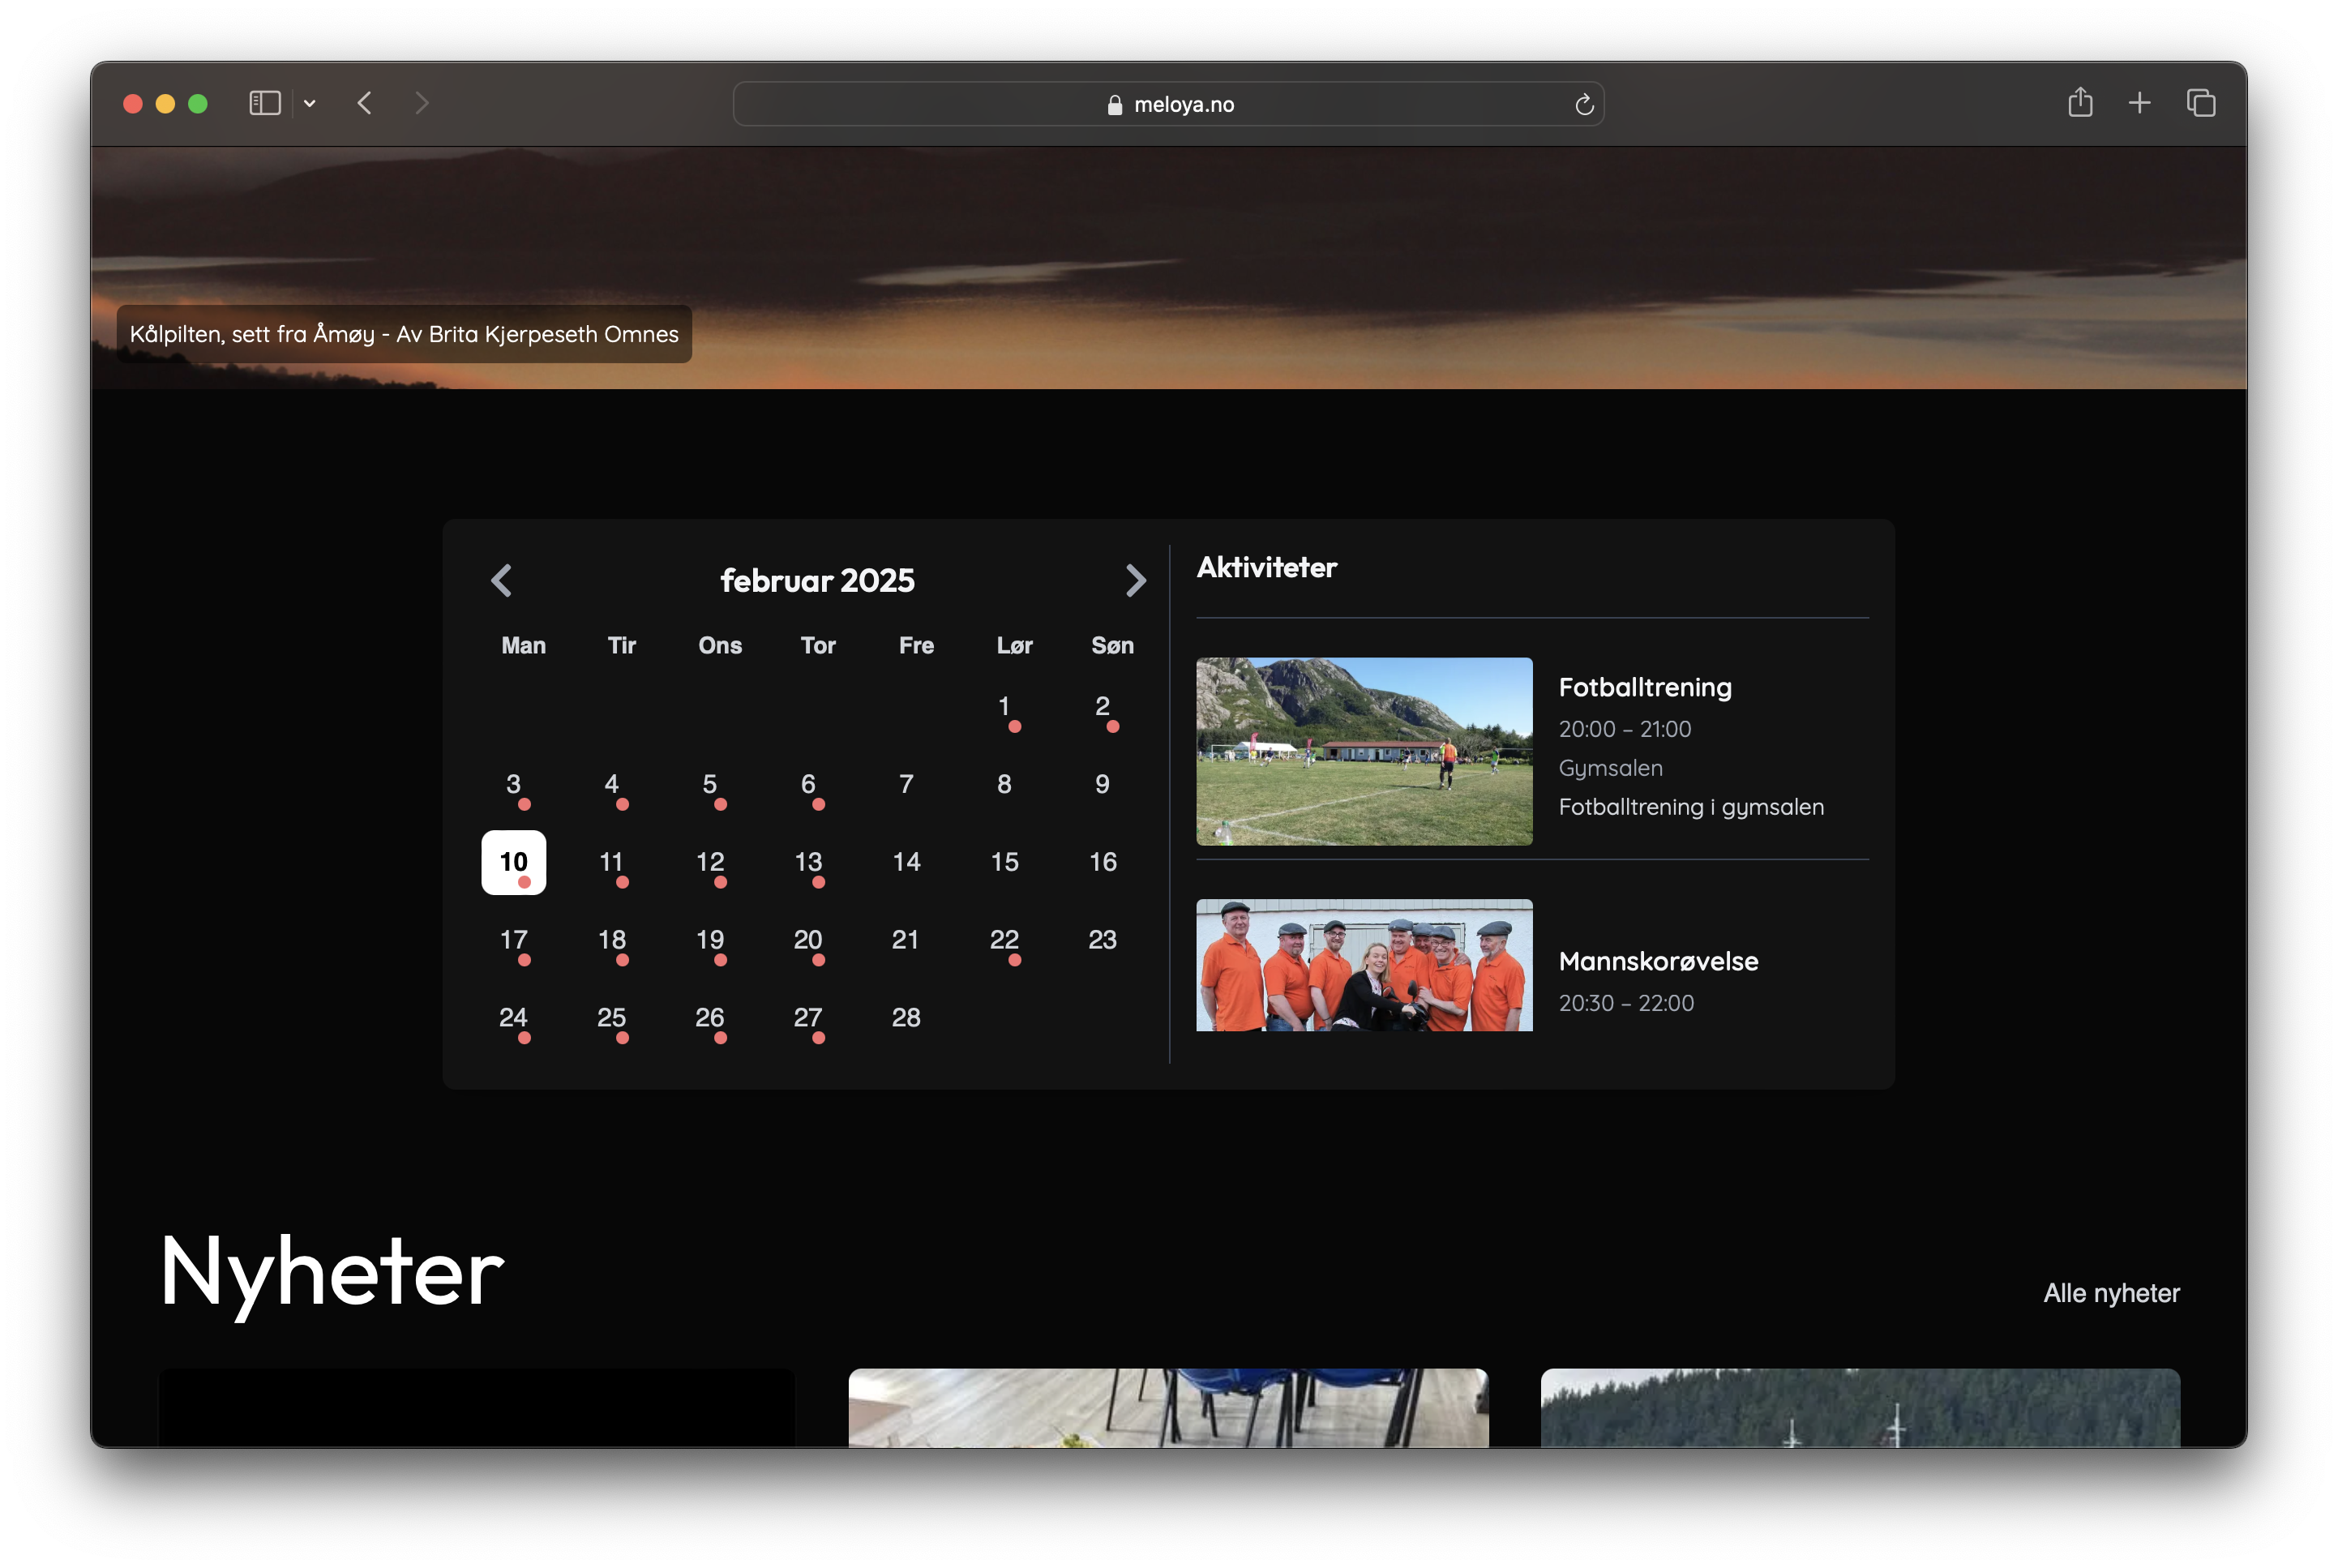 meloya.no
Kålpilten, sett fra Åmøy - Av Brita Kjerpeseth Omnes
februar 2025
Man Tir Ons Tor Fre Lør Søn
1 2
3 4 5 6 7 8 9
10 11 12 13 14 15 16
17 18 19 20 21 22 23
24 25 26 27 28
Aktiviteter
Fotballtrening
20:00 – 21:00
Gymsalen
Fotballtrening i gymsalen
Mannskorøvelse
20:30 – 22:00
Nyheter
Alle nyheter